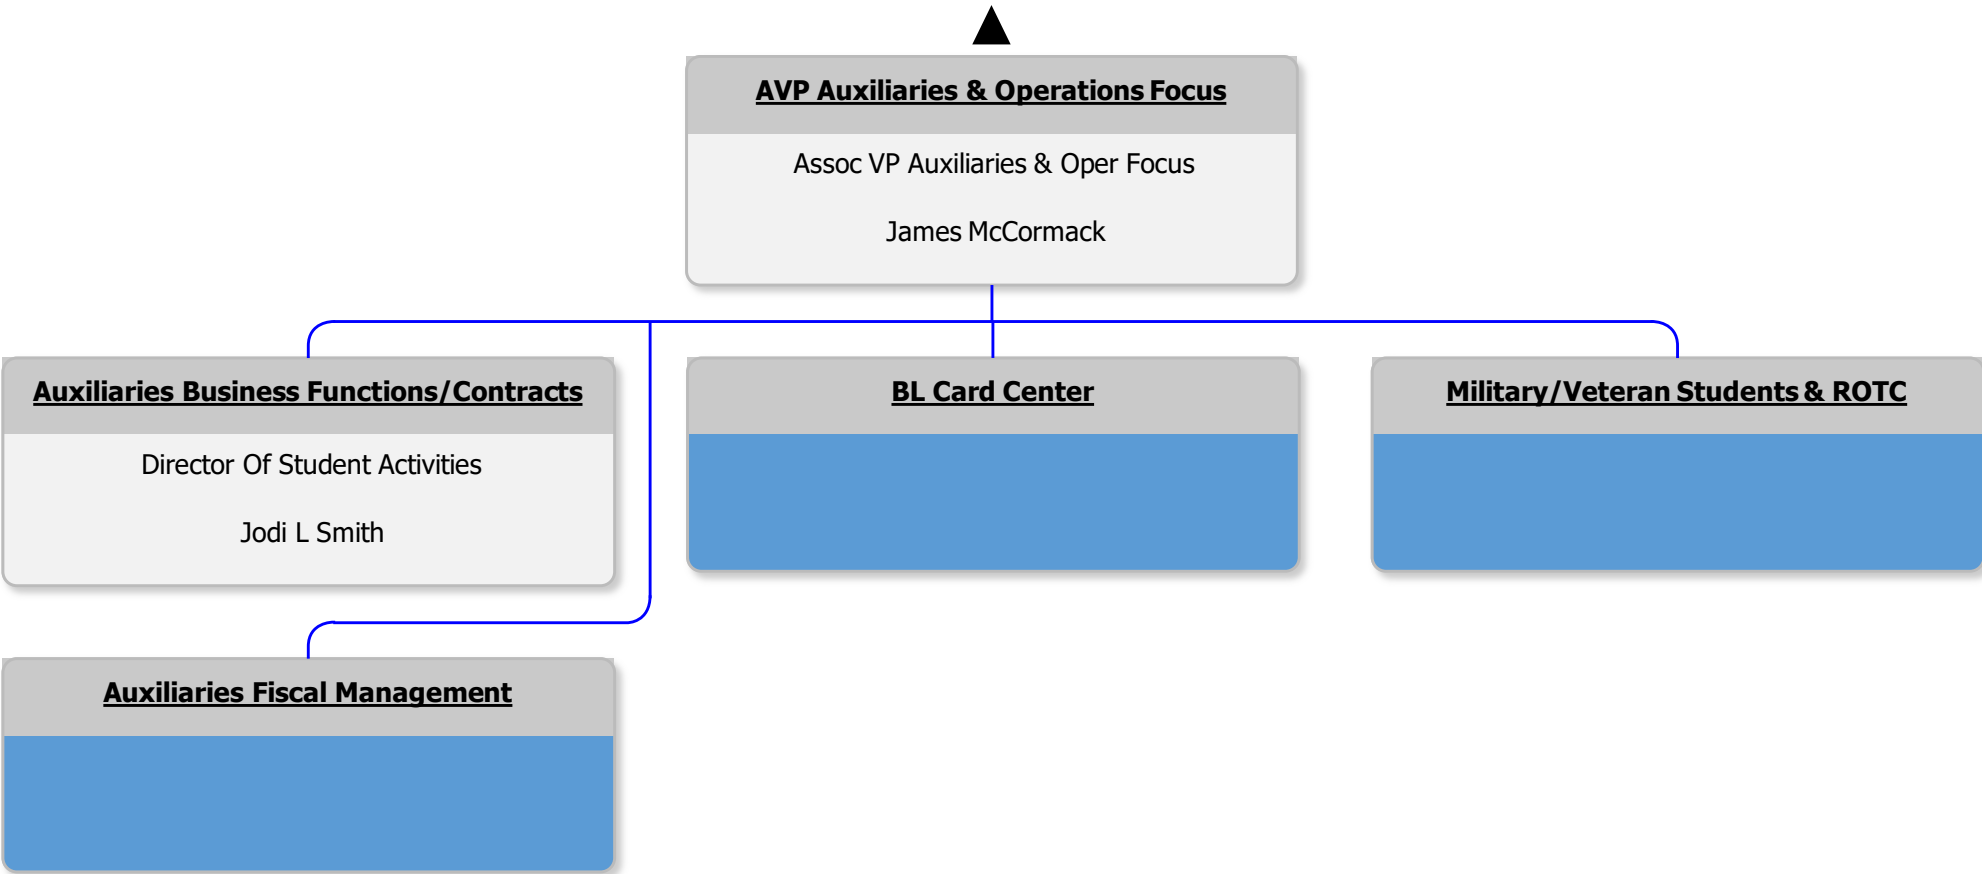 AVP Auxiliaries & Operations Focus
Assoc VP Auxiliaries & Oper Focus
James McCormack
Auxiliaries Business Functions/Contracts
Director Of Student Activities
Jodi L Smith
BL Card Center
Military/Veteran Students & ROTC
Auxiliaries Fiscal Management